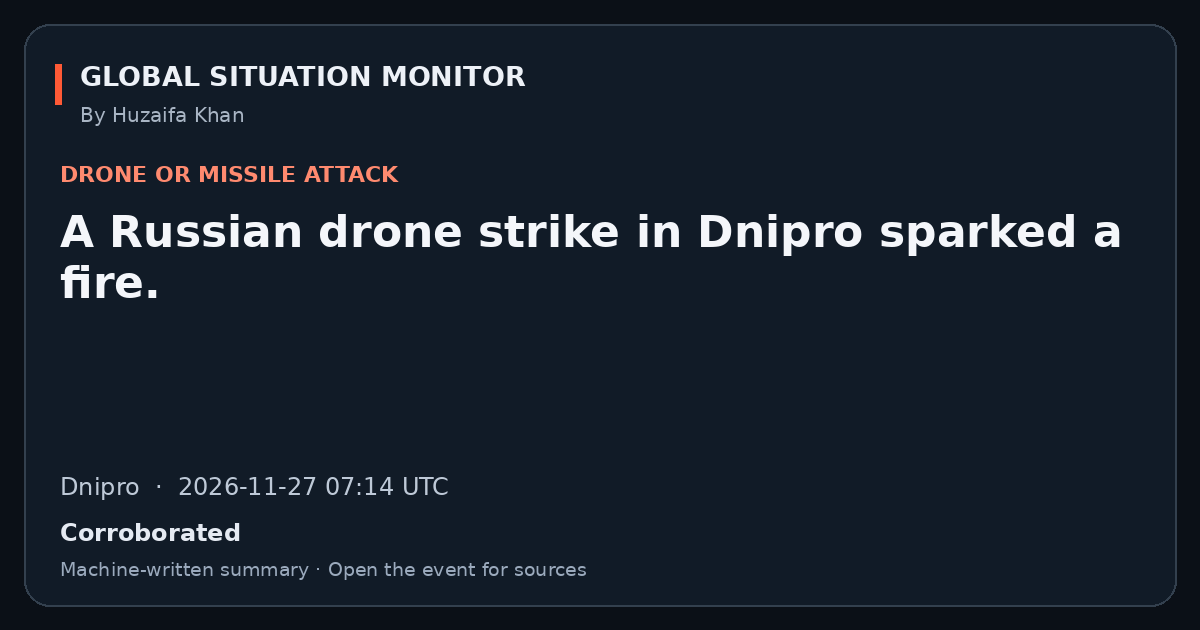 GLOBAL SITUATION MONITOR
By Huzaifa Khan
DRONE OR MISSILE ATTACK
A Russian drone strike in Dnipro sparked a
fire.
Dnipro · 2026-11-27 07:14 UTC
Corroborated
Machine-written summary · Open the event for sources